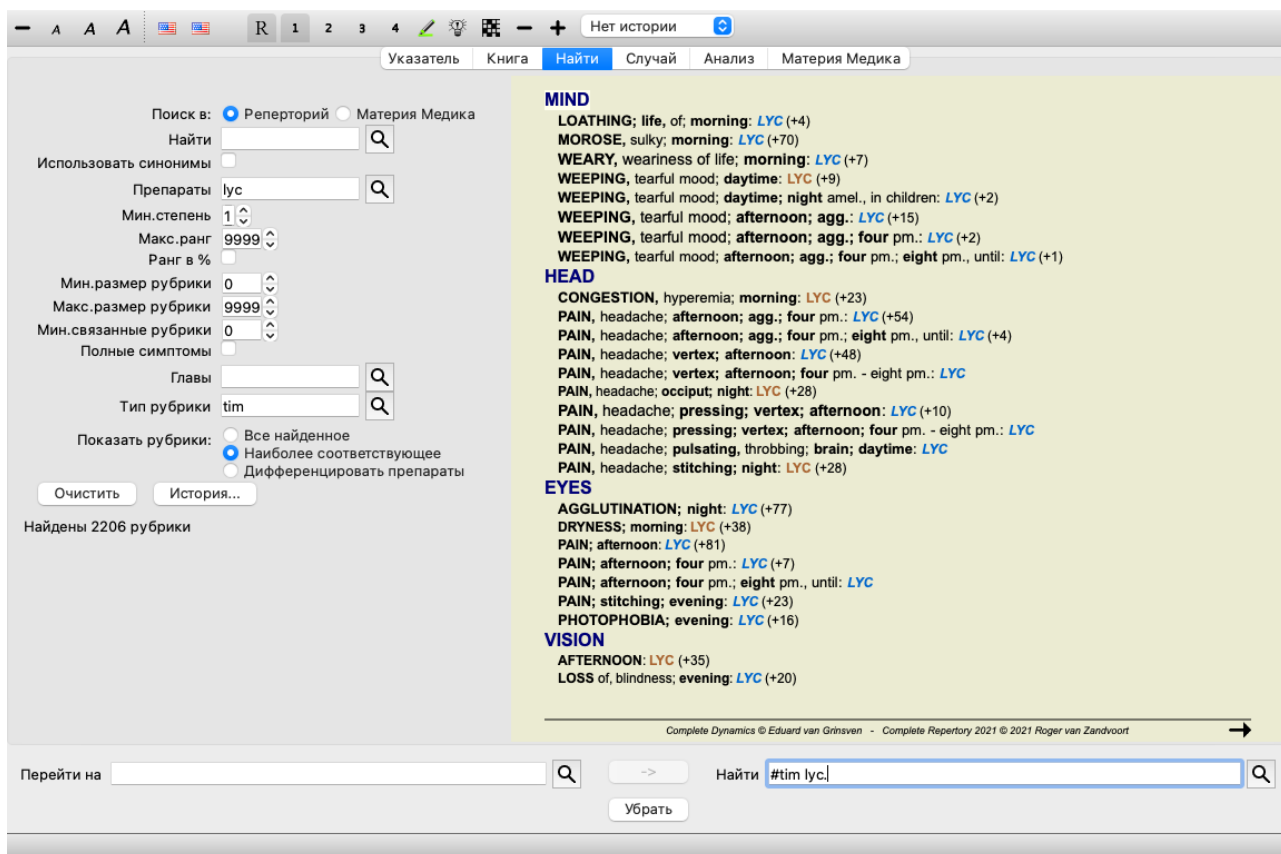 A A A R 1 2 3 4 Нет истории
Указатель Книга Найти Случай Анализ Материя Медика
Поиск в: Реперторий Материя Медика
Найти
Использовать синонимы
Препараты lyc
Мин.степень 1
Макс.ранг 9999
Ранг в %
Мин.размер рубрики 0
Макс.размер рубрики 9999
Мин.связанные рубрики 0
Полные симптомы
Главы
Тип рубрики tim
Показать рубрики: Все найденное
Наиболее соответствующее
Дифференцировать препараты
Очистить История...
Найдены 2206 рубрики
MIND
LOATHING; life, of; morning: LYC (+4)
MOROSE, sulky; morning: LYC (+70)
WEARY, weariness of life; morning: LYC (+7)
WEEPING, tearful mood; daytime: LYC (+9)
WEEPING, tearful mood; daytime; night amel., in children: LYC (+2)
WEEPING, tearful mood; afternoon; agg.: LYC (+15)
WEEPING, tearful mood; afternoon; agg.; four pm.: LYC (+2)
WEEPING, tearful mood; afternoon; agg.; four pm.; eight pm., until: LYC (+1)
HEAD
CONGESTION, hyperemia; morning: LYC (+23)
PAIN, headache; afternoon; agg.; four pm.: LYC (+54)
PAIN, headache; afternoon; agg.; four pm.; eight pm., until: LYC (+4)
PAIN, headache; vertex; afternoon: LYC (+48)
PAIN, headache; vertex; afternoon; four pm. - eight pm.: LYC
PAIN, headache; occiput; night: LYC (+28)
PAIN, headache; pressing; vertex; afternoon: LYC (+10)
PAIN, headache; pressing; vertex; afternoon; four pm. - eight pm.: LYC
PAIN, headache; pulsating, throbbing; brain; daytime: LYC
PAIN, headache; stitching; night: LYC (+28)
EYES
AGGLUTINATION; night: LYC (+77)
DRYNESS; morning: LYC (+38)
PAIN; afternoon: LYC (+81)
PAIN; afternoon; four pm.: LYC (+7)
PAIN; afternoon; four pm.; eight pm., until: LYC
PAIN; stitching; evening: LYC (+23)
PHOTOPHOBIA; evening: LYC (+16)
VISION
AFTERNOON: LYC (+35)
LOSS of, blindness; evening: LYC (+20)
Complete Dynamics © Eduard van Grinsven - Complete Repertory 2021 © 2021 Roger van Zandvoort
Перейти на -> Найти #tim lyc.
Убрать